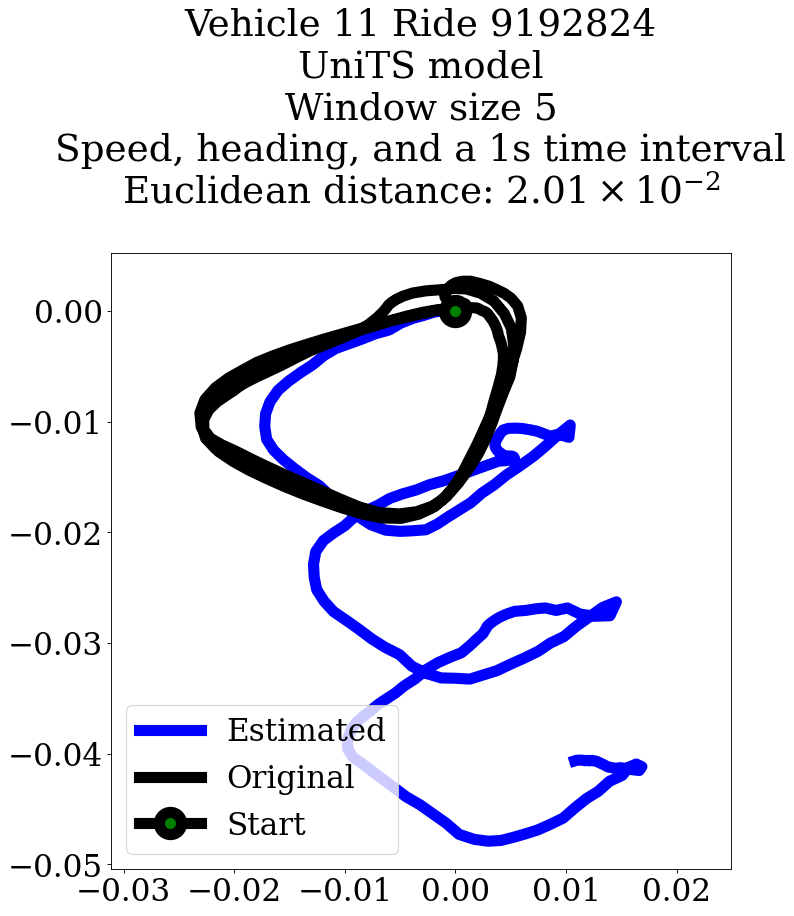 Vehicle 11 Ride 9192824
UniTS model
Window size 5
Speed, heading, and a 1s time interval
Euclidean distance: 2.01 × 10⁻²
0.00
−0.01
−0.02
−0.03
−0.04
−0.05
Estimated
Original
Start
−0.03 −0.02 −0.01 0.00 0.01 0.02